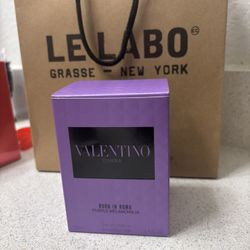 LE LABO
GRASSE - NEW YORK
VALENTINO
DONNA
BORN IN ROMA
PURPLE MELANCHOLIA